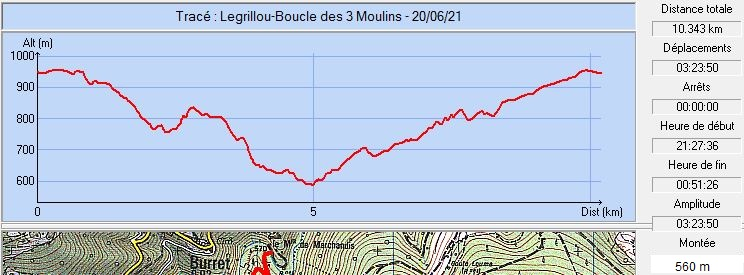 Tracé : Legrillou-Boucle des 3 Moulins - 20/06/21
Alt (m)
1000
900
800
700
600
0
5
Dist (km)
Distance totale
10.343 km
Déplacements
03:23:50
Arrêts
00:00:00
Heure de début
21:27:36
Heure de fin
00:51:26
Amplitude
03:23:50
Montée
560 m
Burret
de Marchanuis